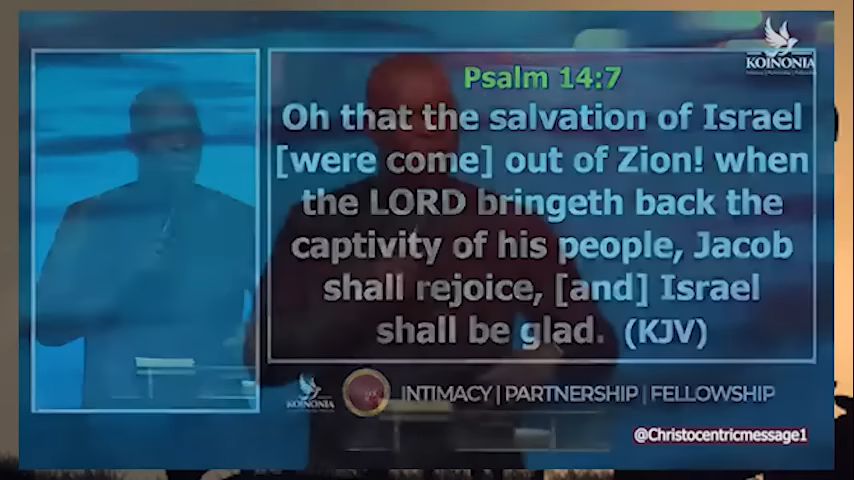 KOINONIA
Psalm 14:7
Oh that the salvation of Israel
[were come] out of Zion! when
the LORD bringeth back the
captivity of his people, Jacob
shall rejoice, [and] Israel
shall be glad. (KJV)
KOINONIA
INTIMACY | PARTNERSHIP | FELLOWSHIP
@Christocentricmessage1